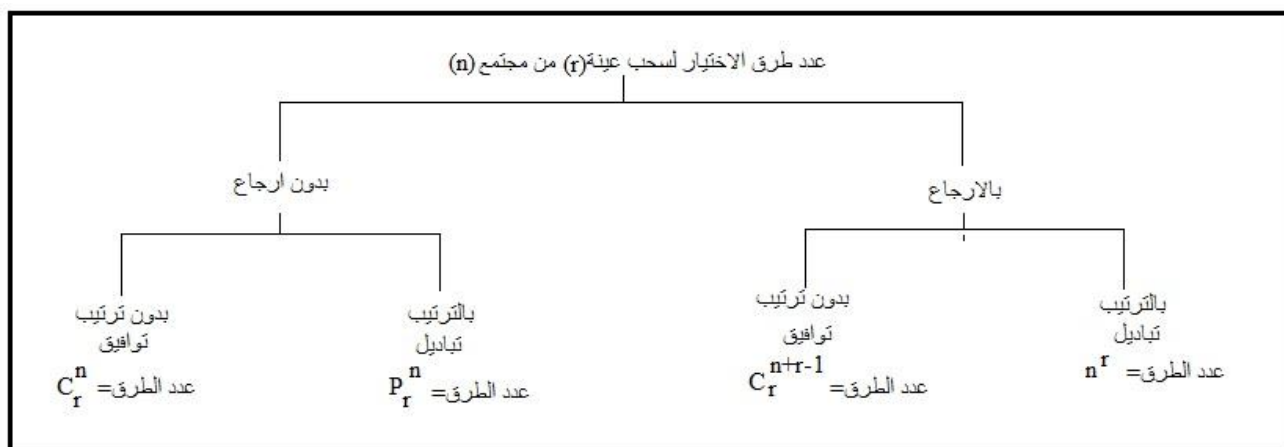 عدد طرق الاختيار لسحب عينة(r) من مجتمع (n)
بالارجاع
بدون ارجاع
بالترتيب
تباديل
عدد الطرق= n^r
بدون ترتيب
توافيق
عدد الطرق= C_r^{n+r-1}
بالترتيب
تباديل
عدد الطرق= P_r^n
بدون ترتيب
توافيق
عدد الطرق= C_r^n